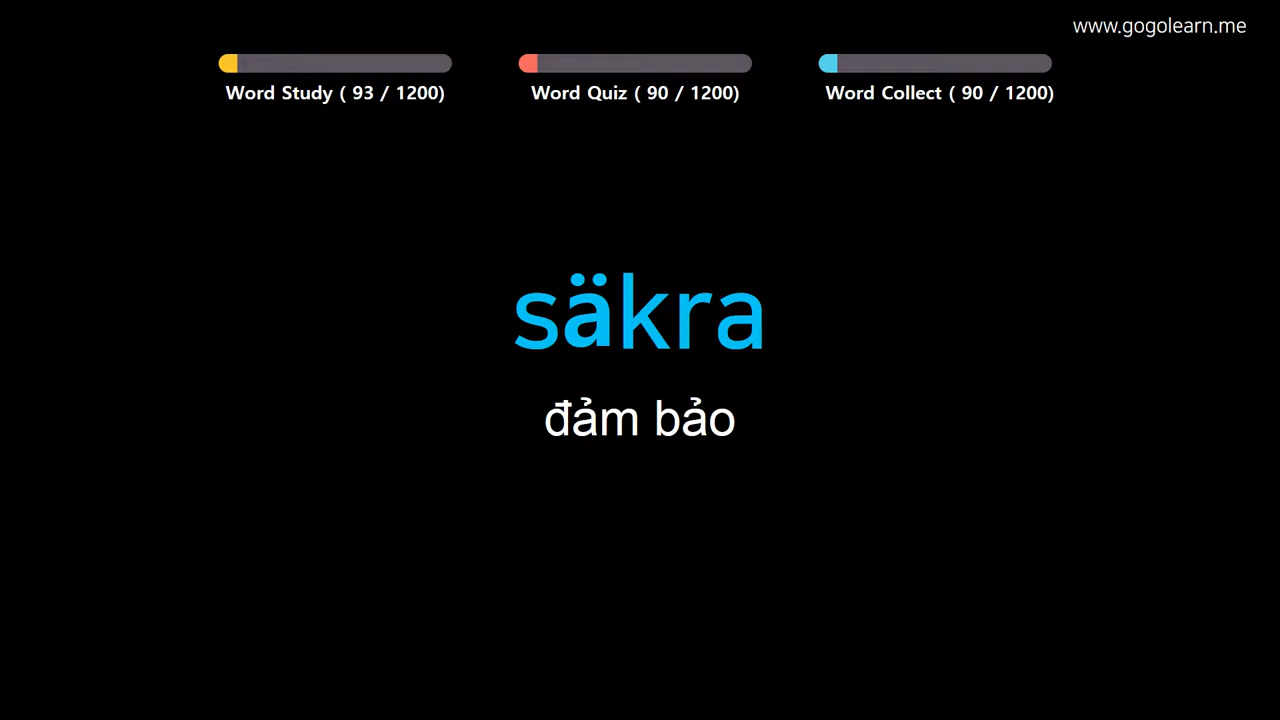 www.gogolearn.me
Word Study ( 93 / 1200)
Word Quiz ( 90 / 1200)
Word Collect ( 90 / 1200)
säkra
đảm bảo